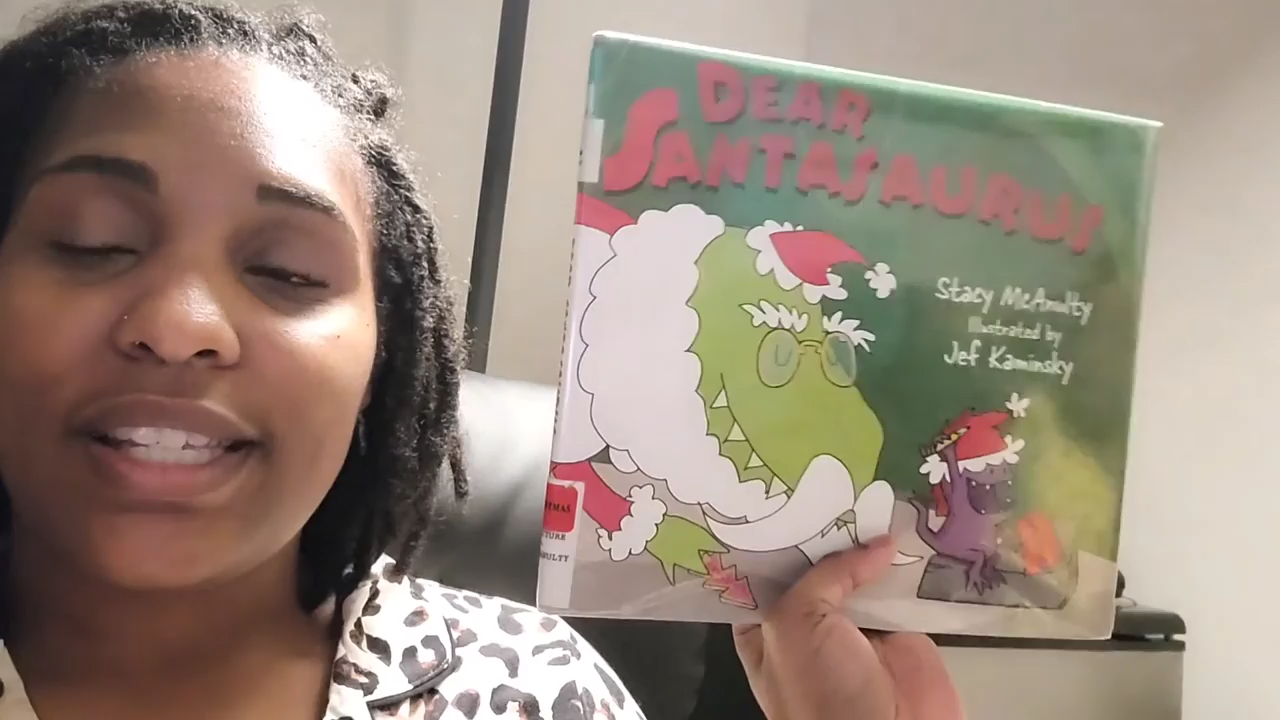 DEAR
SANTASAURUS
Stacy McAnulty
Illustrated by
Jef Kaminsky